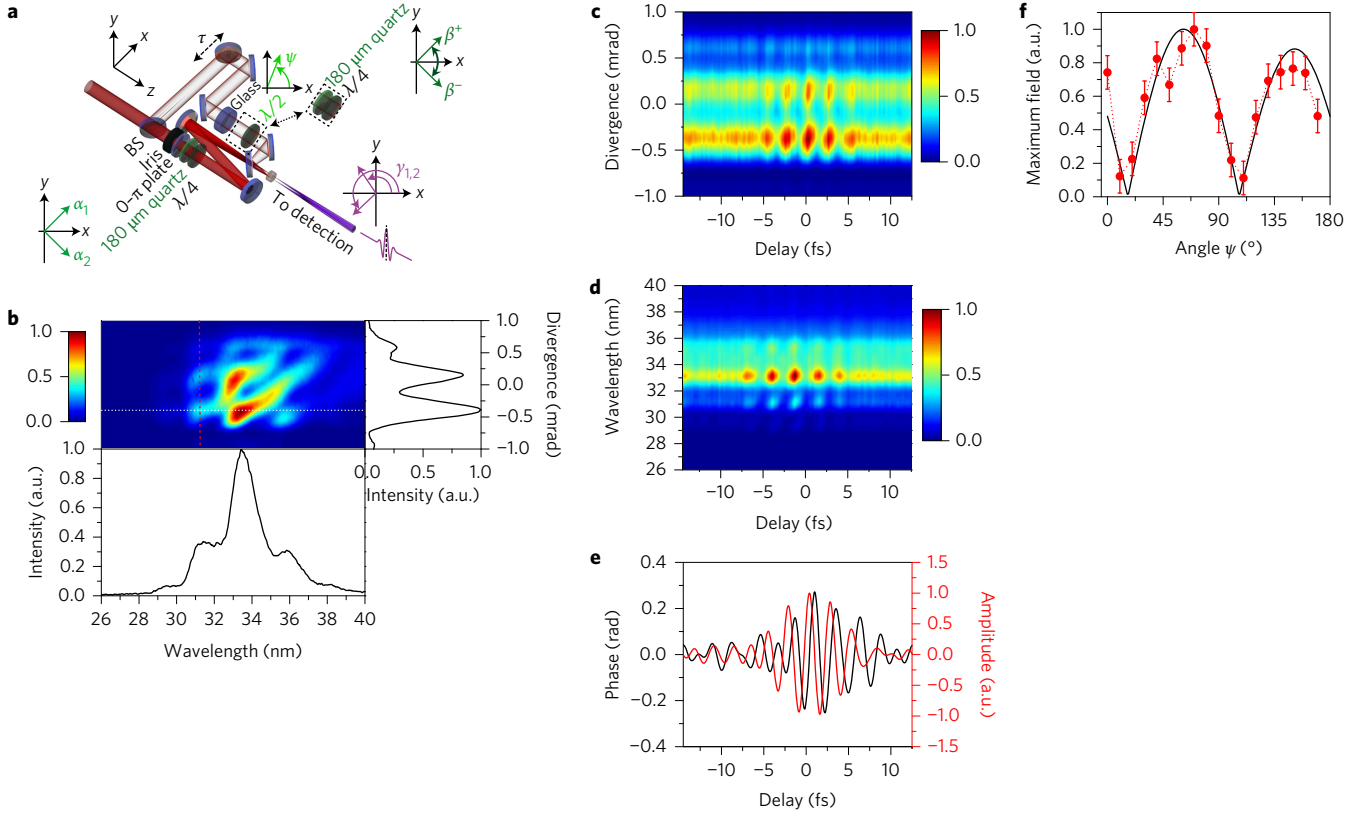 a
y
x
z
τ
BS
Iris
0–π plate
180 μm quartz
λ/4
Glass
λ/2
ψ
x
180 μm quartz
λ/4
y
β⁺
x
β⁻
y
α₁
x
α₂
y
γ₁,₂
x
To detection
b
1.0
0.5
0.0
1.0
0.5
0.0
−0.5
−1.0
Divergence (mrad)
0.0
0.5
1.0
Intensity (a.u.)
1.0
0.8
0.6
0.4
0.2
0.0
Intensity (a.u.)
26 28 30 32 34 36 38 40
Wavelength (nm)
c
1.0
0.5
0.0
−0.5
−1.0
Divergence (mrad)
−10 −5 0 5 10
Delay (fs)
1.0
0.5
0.0
d
40
38
36
34
32
30
28
26
Wavelength (nm)
−10 −5 0 5 10
Delay (fs)
1.0
0.5
0.0
e
0.4
0.2
0.0
−0.2
−0.4
Phase (rad)
1.5
1.0
0.5
0.0
−0.5
−1.0
−1.5
Amplitude (a.u.)
−10 −5 0 5 10
Delay (fs)
f
1.0
0.8
0.6
0.4
0.2
0.0
Maximum field (a.u.)
0 45 90 135 180
Angle ψ (°)